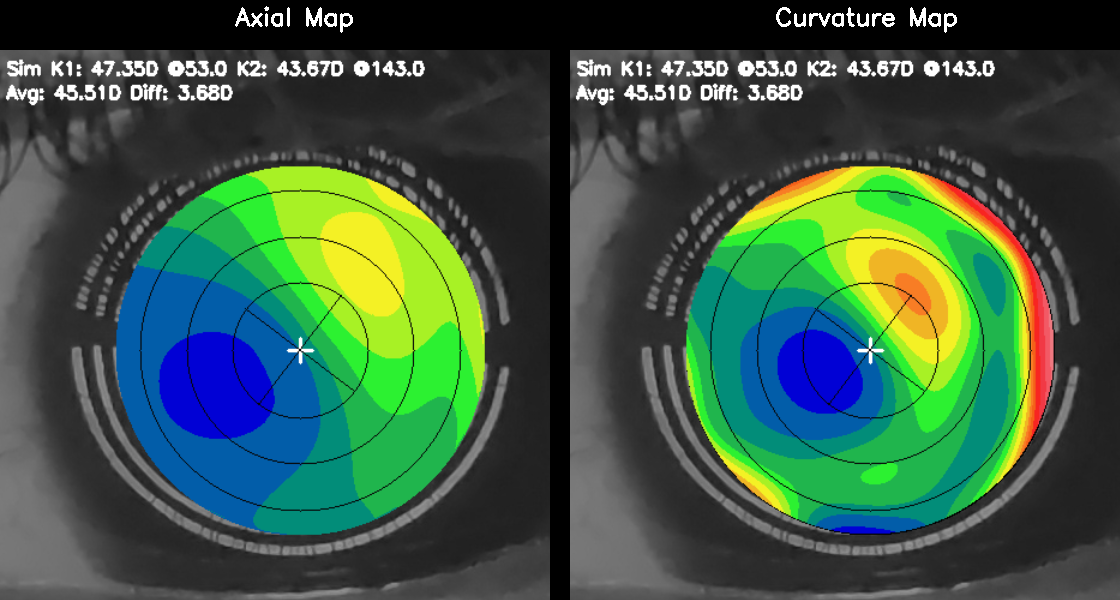 Axial Map
Curvature Map
Sim K1: 47.35D @53.0 K2: 43.67D @143.0
Avg: 45.51D Diff: 3.68D
Sim K1: 47.35D @53.0 K2: 43.67D @143.0
Avg: 45.51D Diff: 3.68D